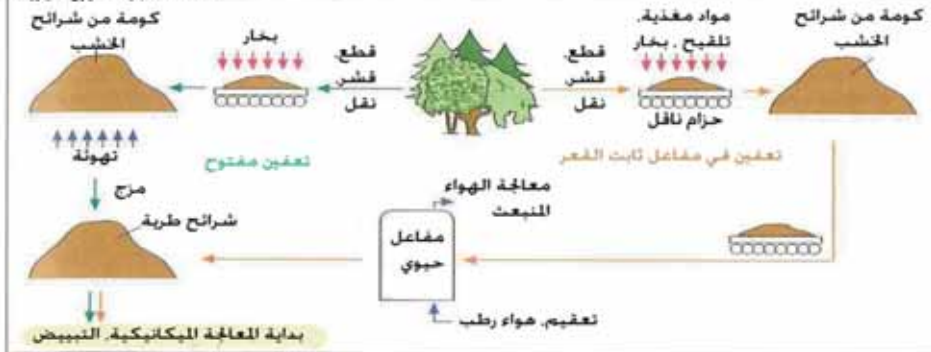 كومة من شرائح
الخشب
مواد مغذية،
تلقيح، بخار
حزام ناقل
قطع،
قشر،
نقل
قطع،
قشر،
نقل
بخار
كومة من شرائح
الخشب
تهوئة
تعفين مفتوح
تعفين في مفاعل ثابت القعر
مزج
شرائح طرية
معالجة الهواء
المنبعث
مفاعل
حيوي
تعقيم، هواء رطب
بداية المعالجة الميكانيكية، التبييض